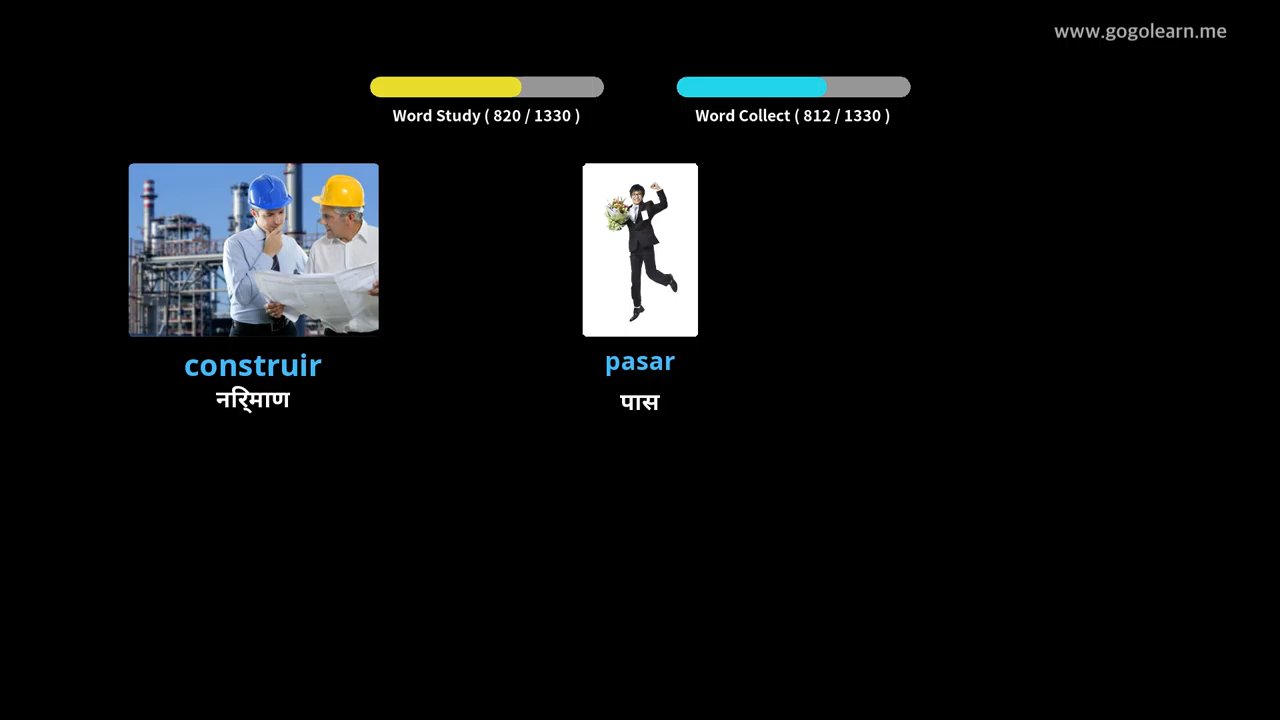 www.gogolearn.me
Word Study ( 820 / 1330 )
Word Collect ( 812 / 1330 )
construir
निर्माण
pasar
पास